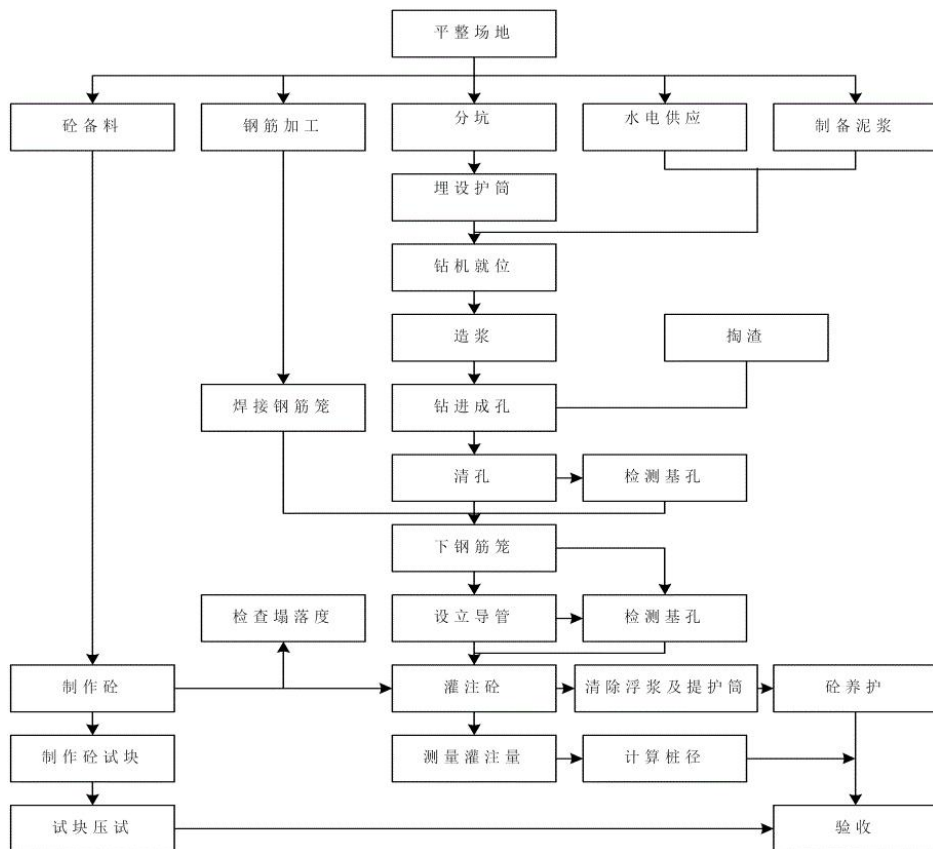 平整场地
砼备料
钢筋加工
分坑
水电供应
制备泥浆
埋设护筒
钻机就位
造浆
掏渣
焊接钢筋笼
钻进成孔
清孔
检测基孔
下钢筋笼
检查塌落度
设立导管
检测基孔
制作砼
灌注砼
清除浮浆及提护筒
砼养护
制作砼试块
测量灌注量
计算桩径
试块压试
验收